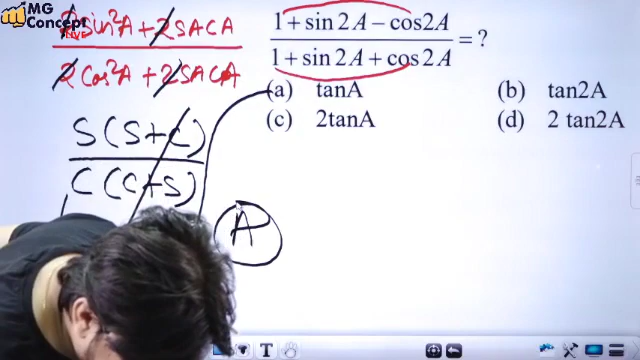 MG
Concept
LIVE
2sin²A + 2SACA
2Cos²A + 2SACA
S(S+C)
C(C+S)
A
1 + sin 2A − cos2A
1 + sin 2A + cos 2A
= ?
(a) tanA
(b) tan2A
(c) 2tanA
(d) 2 tan2A
T